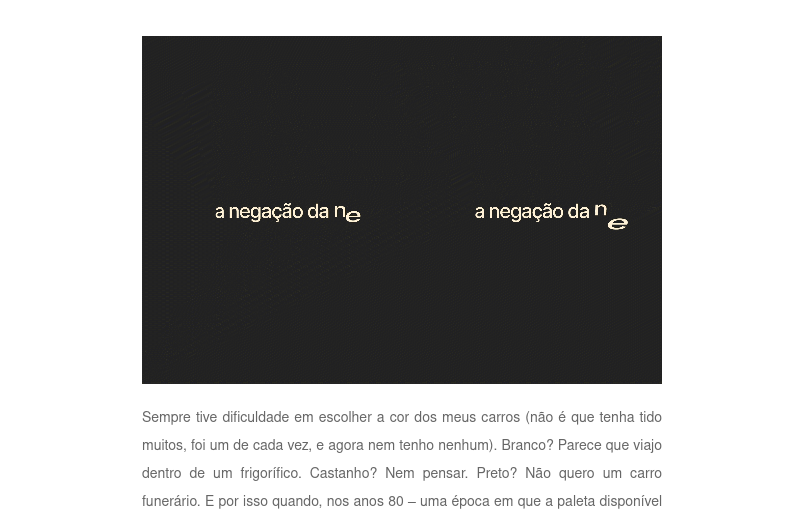 a negação da ne
a negação da ne
Sempre tive dificuldade em escolher a cor dos meus carros (não é que tenha tido
muitos, foi um de cada vez, e agora nem tenho nenhum). Branco? Parece que viajo
dentro de um frigorífico. Castanho? Nem pensar. Preto? Não quero um carro
funerário. E por isso quando, nos anos 80 – uma época em que a paleta disponível